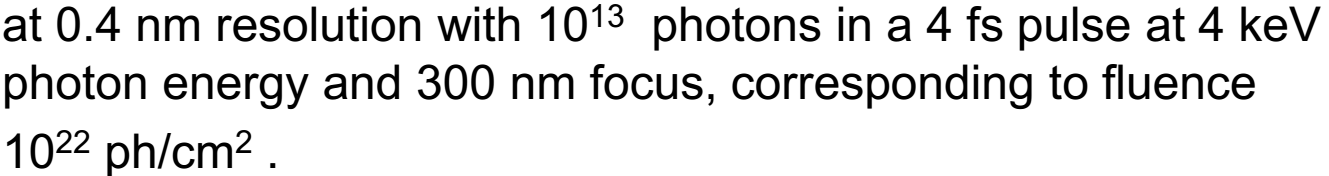 at 0.4 nm resolution with 10¹³ photons in a 4 fs pulse at 4 keV
photon energy and 300 nm focus, corresponding to fluence
10²² ph/cm² .